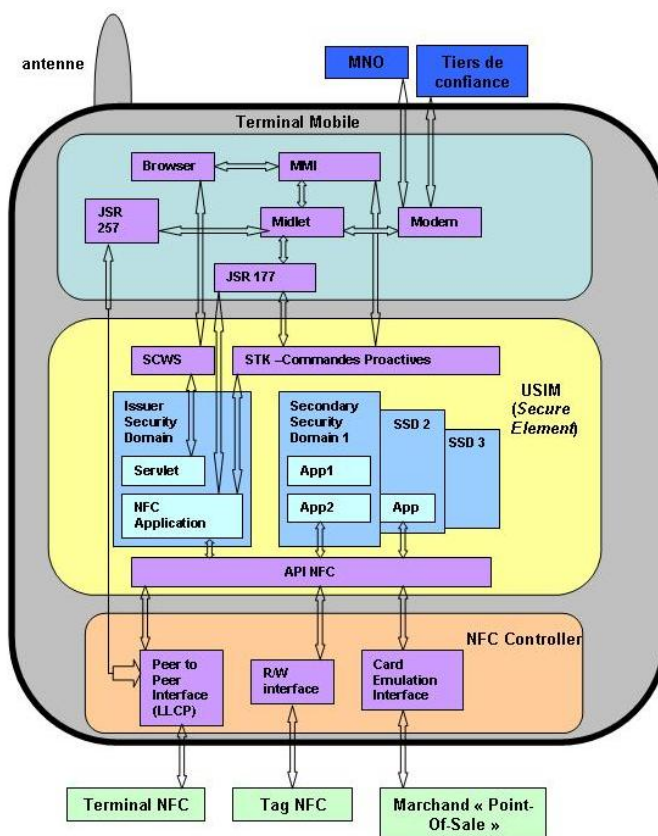 antenne
MNO
Tiers de
confiance
Terminal Mobile
Browser
MMI
JSR
257
Midlet
Modem
JSR 177
SCWS
STK –Commandes Proactives
USIM
(Secure
Element)
Issuer
Security
Domain
Secondary
Security
Domain 1
SSD 2
SSD 3
Servlet
App1
NFC
Application
App2
App
API NFC
NFC Controller
Peer to
Peer
Interface
(LLCP)
R/W
interface
Card
Emulation
Interface
Terminal NFC
Tag NFC
Marchand « Point-
Of-Sale »